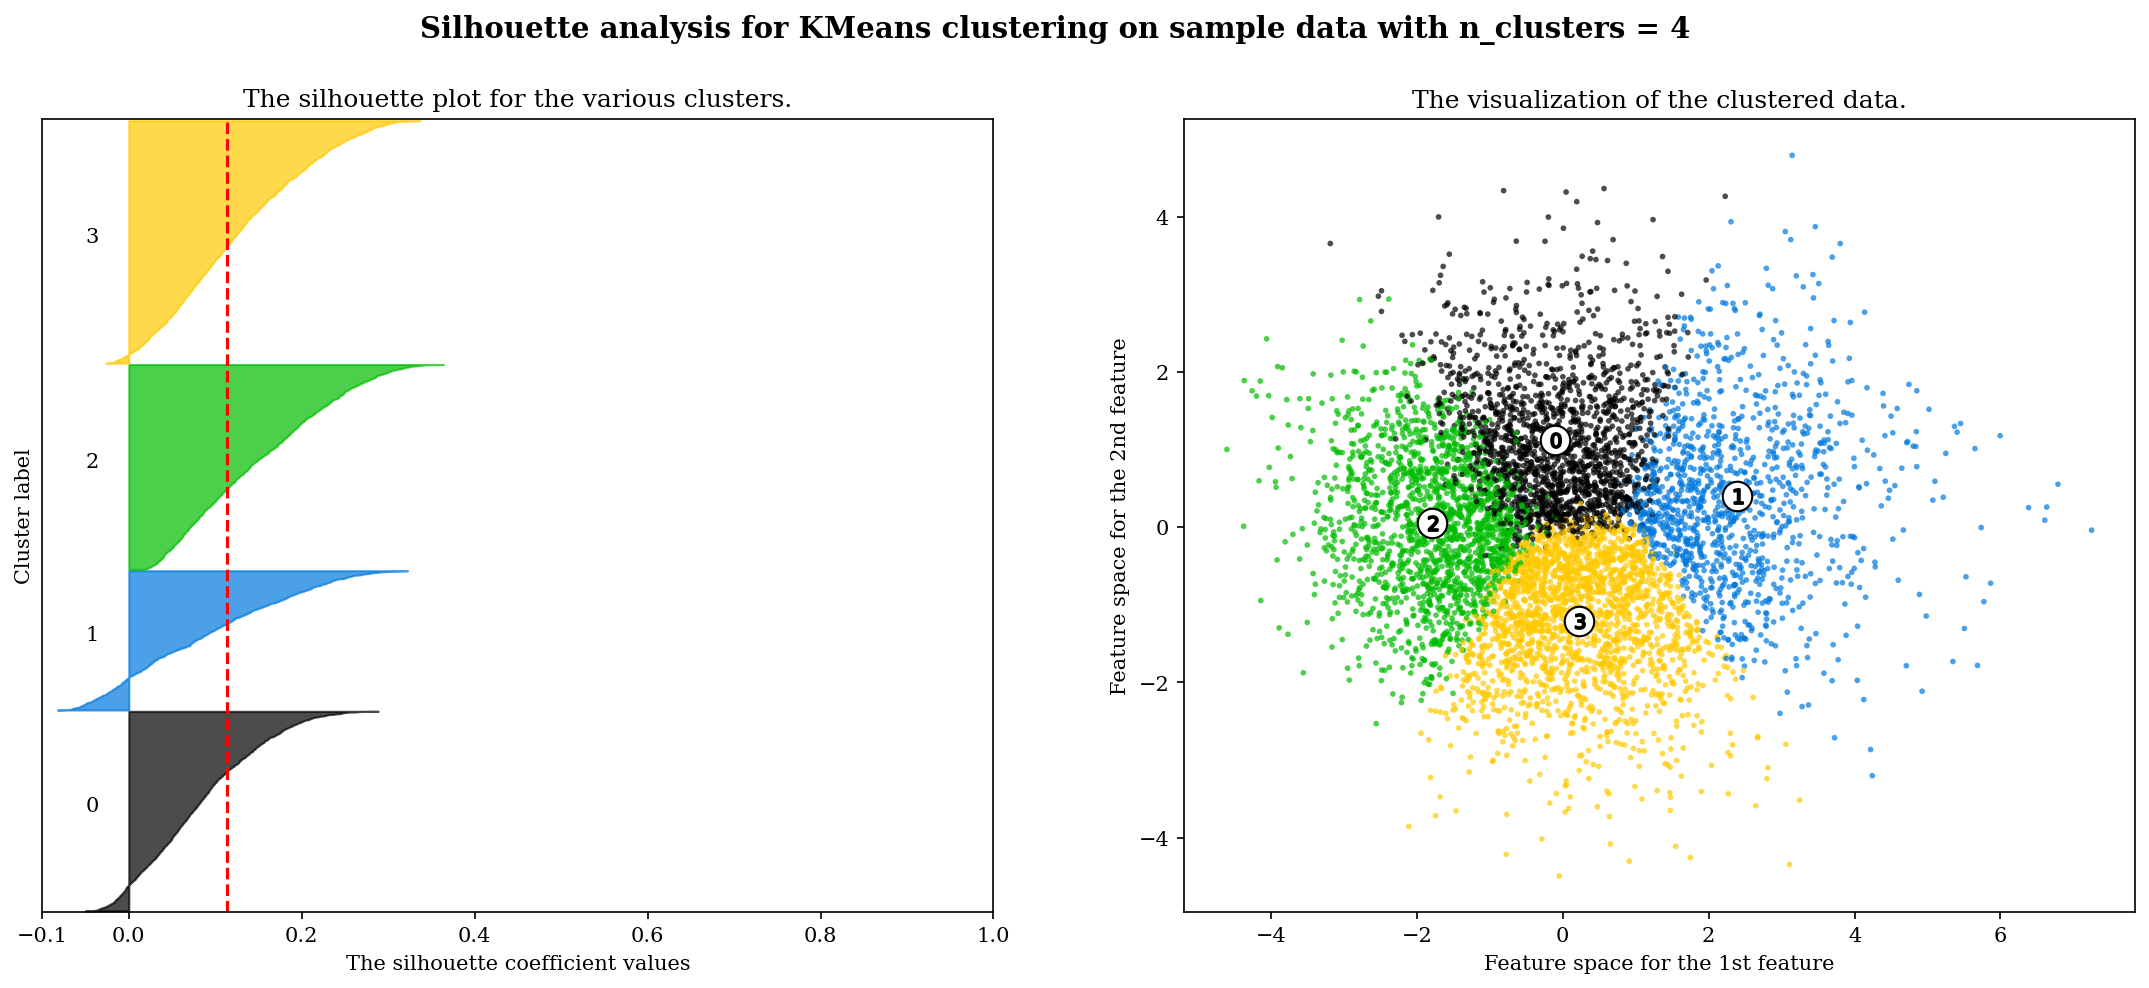 Silhouette analysis for KMeans clustering on sample data with n_clusters = 4
The silhouette plot for the various clusters.
Cluster label
3
2
1
0
−0.1 0.0 0.2 0.4 0.6 0.8 1.0
The silhouette coefficient values
The visualization of the clustered data.
Feature space for the 2nd feature
4
2
0
−2
−4
0
1
2
3
−4 −2 0 2 4 6
Feature space for the 1st feature